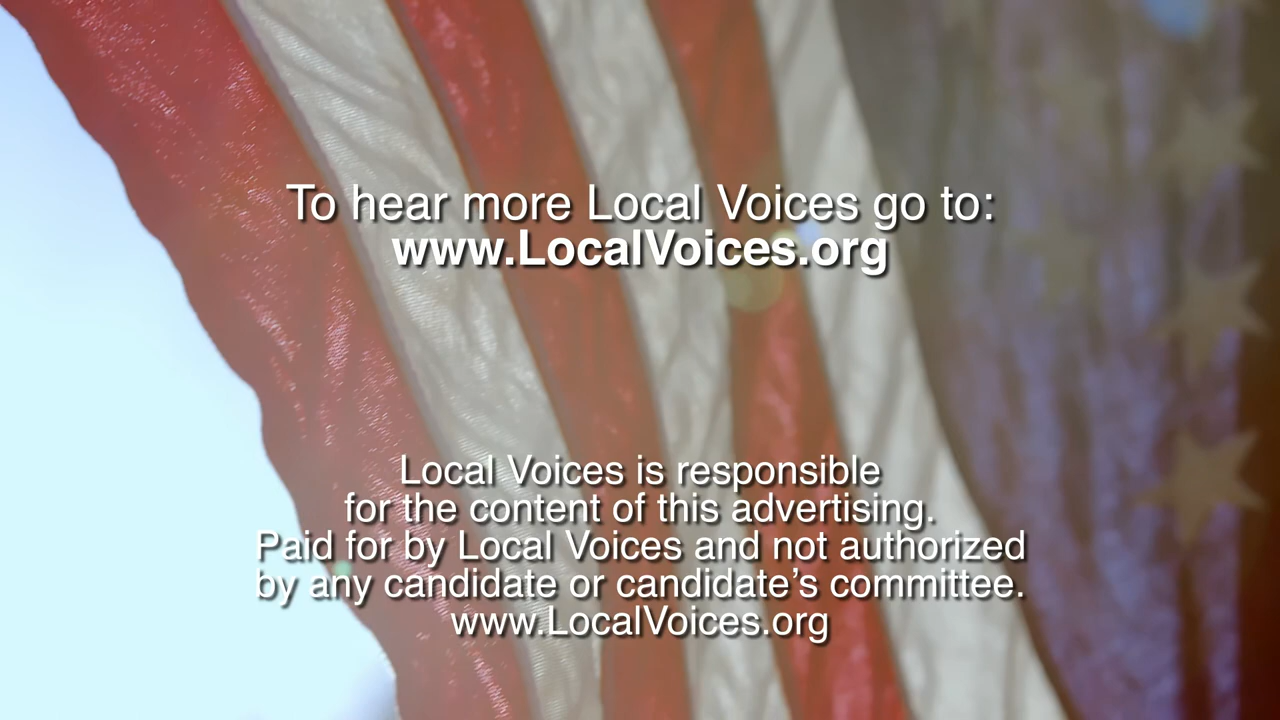 To hear more Local Voices go to:
www.LocalVoices.org
Local Voices is responsible
for the content of this advertising.
Paid for by Local Voices and not authorized
by any candidate or candidate’s committee.
www.LocalVoices.org